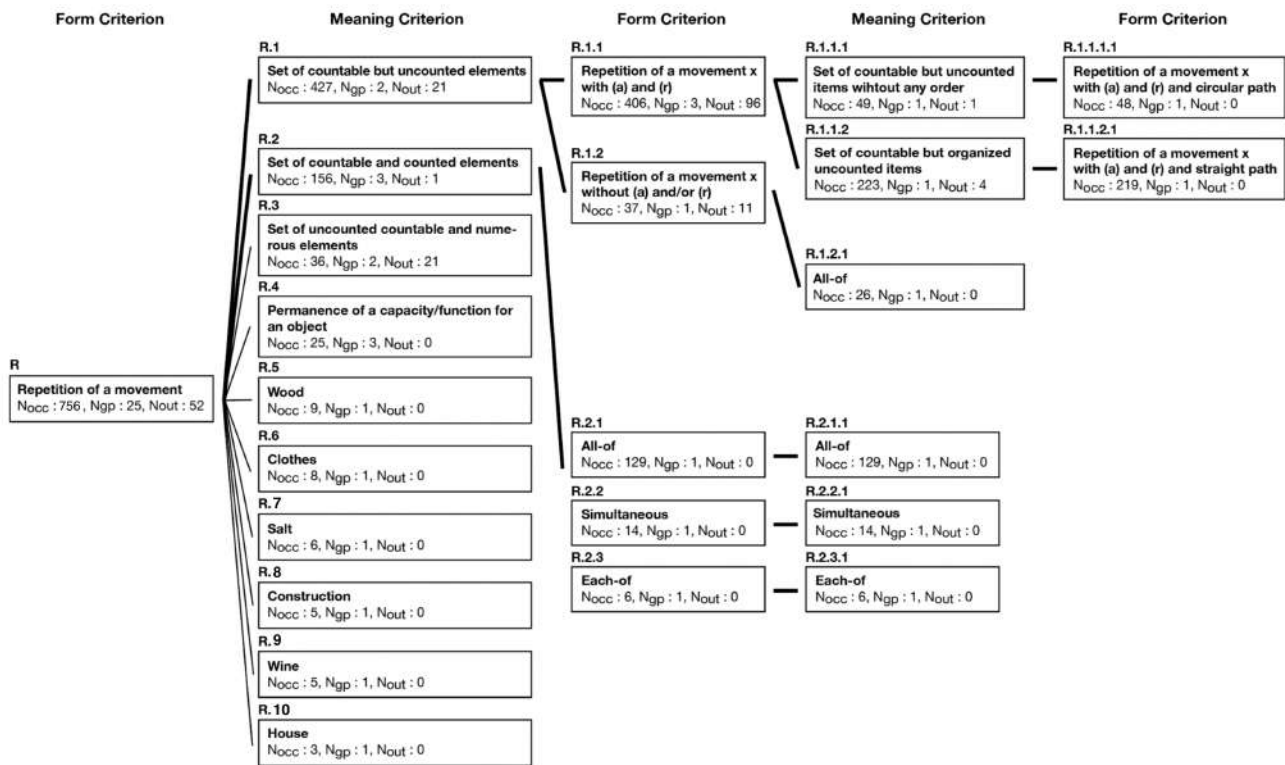 Form Criterion
Meaning Criterion
Form Criterion
Meaning Criterion
Form Criterion
R
Repetition of a movement
Nocc : 756, Ngp : 25, Nout : 52
R.1
Set of countable but uncounted elements
Nocc : 427, Ngp : 2, Nout : 21
R.2
Set of countable and counted elements
Nocc : 156, Ngp : 3, Nout : 1
R.3
Set of uncounted countable and nume-
rous elements
Nocc : 36, Ngp : 2, Nout : 21
R.4
Permanence of a capacity/function for
an object
Nocc : 25, Ngp : 3, Nout : 0
R.5
Wood
Nocc : 9, Ngp : 1, Nout : 0
R.6
Clothes
Nocc : 8, Ngp : 1, Nout : 0
R.7
Salt
Nocc : 6, Ngp : 1, Nout : 0
R.8
Construction
Nocc : 5, Ngp : 1, Nout : 0
R.9
Wine
Nocc : 5, Ngp : 1, Nout : 0
R.10
House
Nocc : 3, Ngp : 1, Nout : 0
R.1.1
Repetition of a movement x
with (a) and (r)
Nocc : 406, Ngp : 3, Nout : 96
R.1.2
Repetition of a movement x
without (a) and/or (r)
Nocc : 37, Ngp : 1, Nout : 11
R.2.1
All-of
Nocc : 129, Ngp : 1, Nout : 0
R.2.2
Simultaneous
Nocc : 14, Ngp : 1, Nout : 0
R.2.3
Each-of
Nocc : 6, Ngp : 1, Nout : 0
R.1.1.1
Set of countable but uncounted
items wihtout any order
Nocc : 49, Ngp : 1, Nout : 1
R.1.1.2
Set of countable but organized
uncounted items
Nocc : 223, Ngp : 1, Nout : 4
R.1.2.1
All-of
Nocc : 26, Ngp : 1, Nout : 0
R.2.1.1
All-of
Nocc : 129, Ngp : 1, Nout : 0
R.2.2.1
Simultaneous
Nocc : 14, Ngp : 1, Nout : 0
R.2.3.1
Each-of
Nocc : 6, Ngp : 1, Nout : 0
R.1.1.1.1
Repetition of a movement x
with (a) and (r) and circular path
Nocc : 48, Ngp : 1, Nout : 0
R.1.1.2.1
Repetition of a movement x
with (a) and (r) and straight path
Nocc : 219, Ngp : 1, Nout : 0